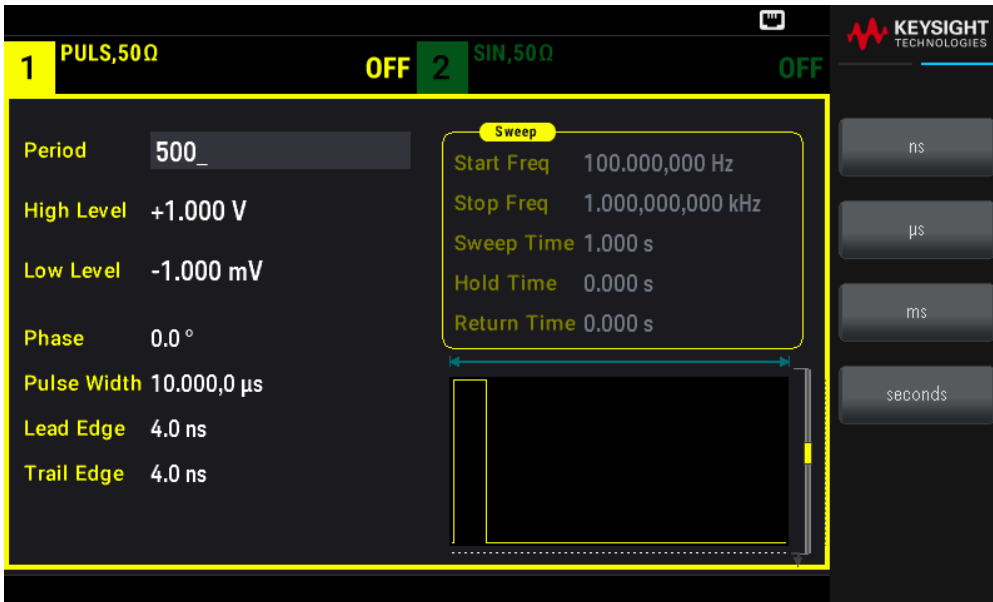 KEYSIGHT
TECHNOLOGIES
1 PULS,50Ω OFF
2 SIN,50Ω OFF
Period 500_
High Level +1.000 V
Low Level -1.000 mV
Phase 0.0 °
Pulse Width 10.000,0 µs
Lead Edge 4.0 ns
Trail Edge 4.0 ns
Sweep
Start Freq 100.000,000 Hz
Stop Freq 1.000,000,000 kHz
Sweep Time 1.000 s
Hold Time 0.000 s
Return Time 0.000 s
ns
µs
ms
seconds